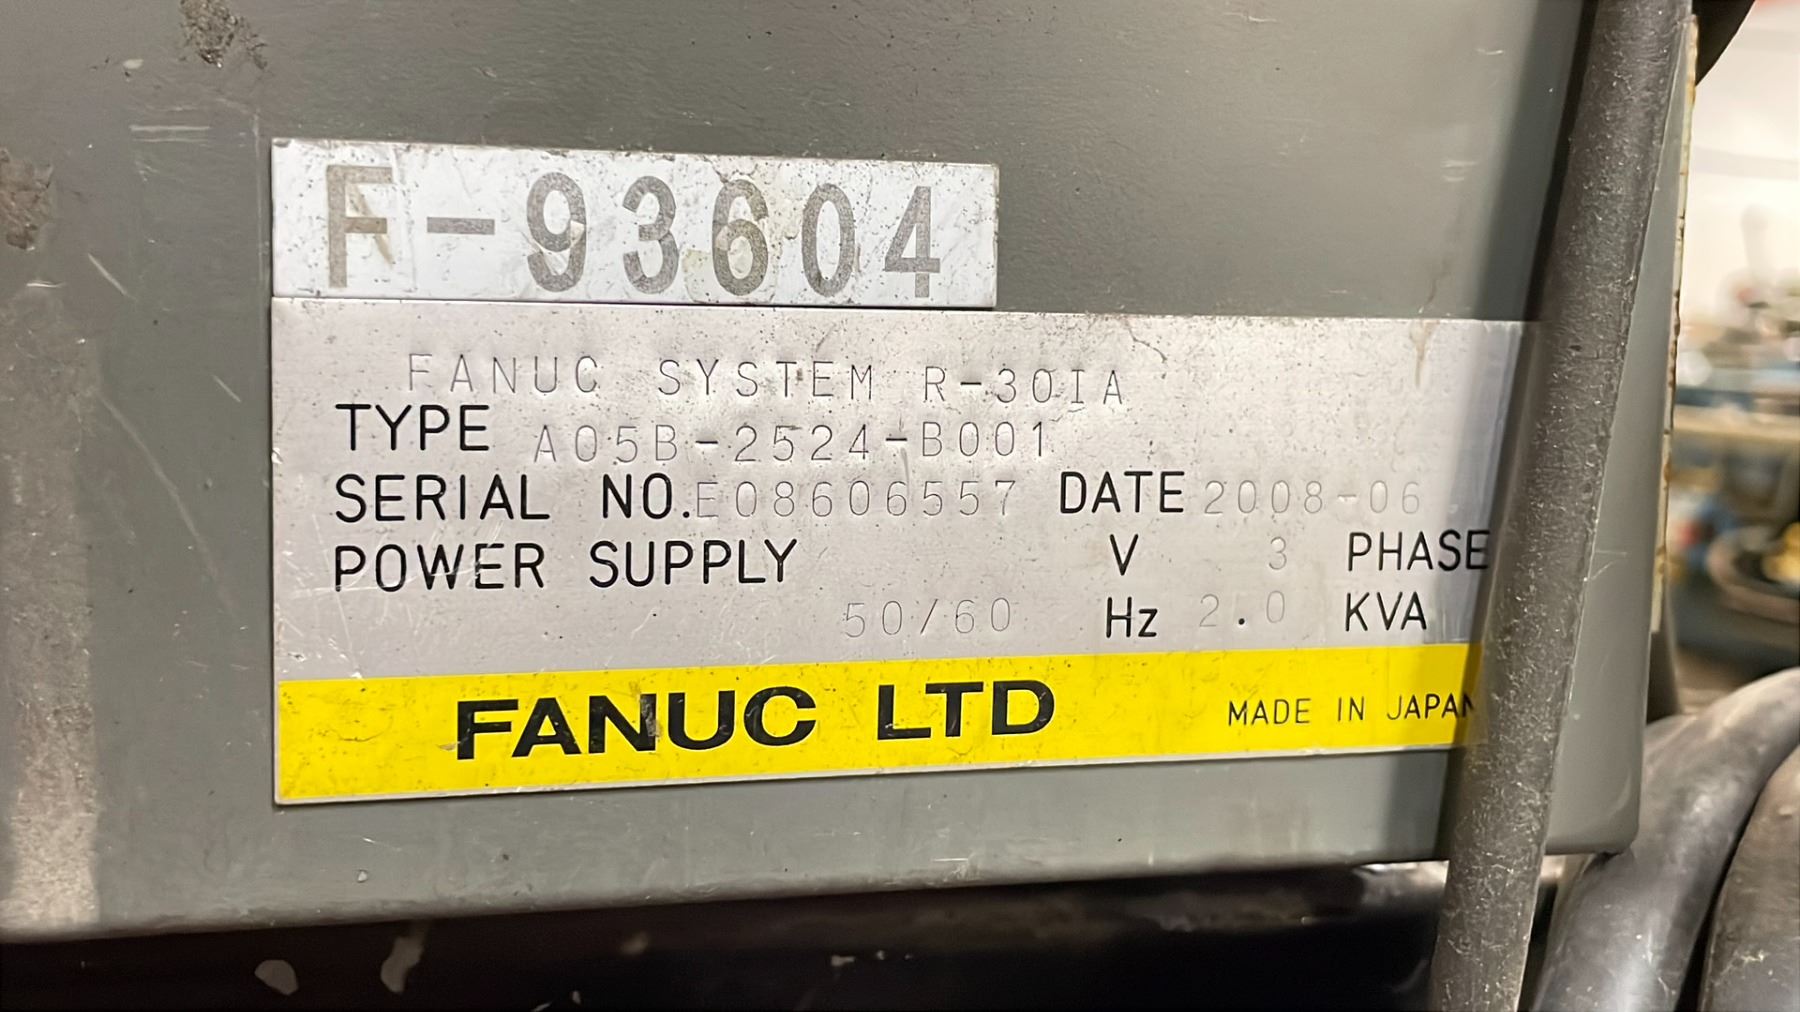 F-93604
FANUC SYSTEM R-30IA
TYPE A05B-2524-B001
SERIAL NO. E08606557 DATE 2008-06
POWER SUPPLY V 3 PHASE
50/60 Hz 2.0 KVA
FANUC LTD MADE IN JAPAN